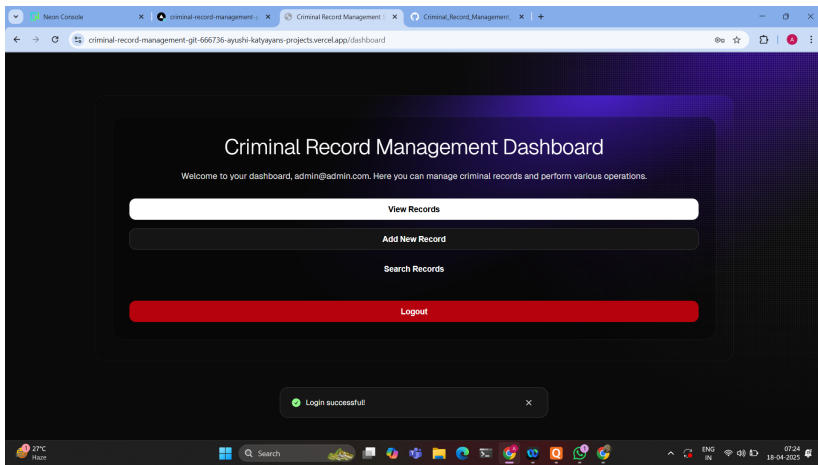 Neon Console
criminal-record-management-s
Criminal Record Management S
Criminal_Record_Management_
criminal-record-management-git-666736-ayushi-katyayans-projects.vercel.app/dashboard
A
Criminal Record Management Dashboard
Welcome to your dashboard, admin@admin.com. Here you can manage criminal records and perform various operations.
View Records
Add New Record
Search Records
Logout
Login successful!
27°C
Haze
Search
ENG
IN
07:24
18-04-2025